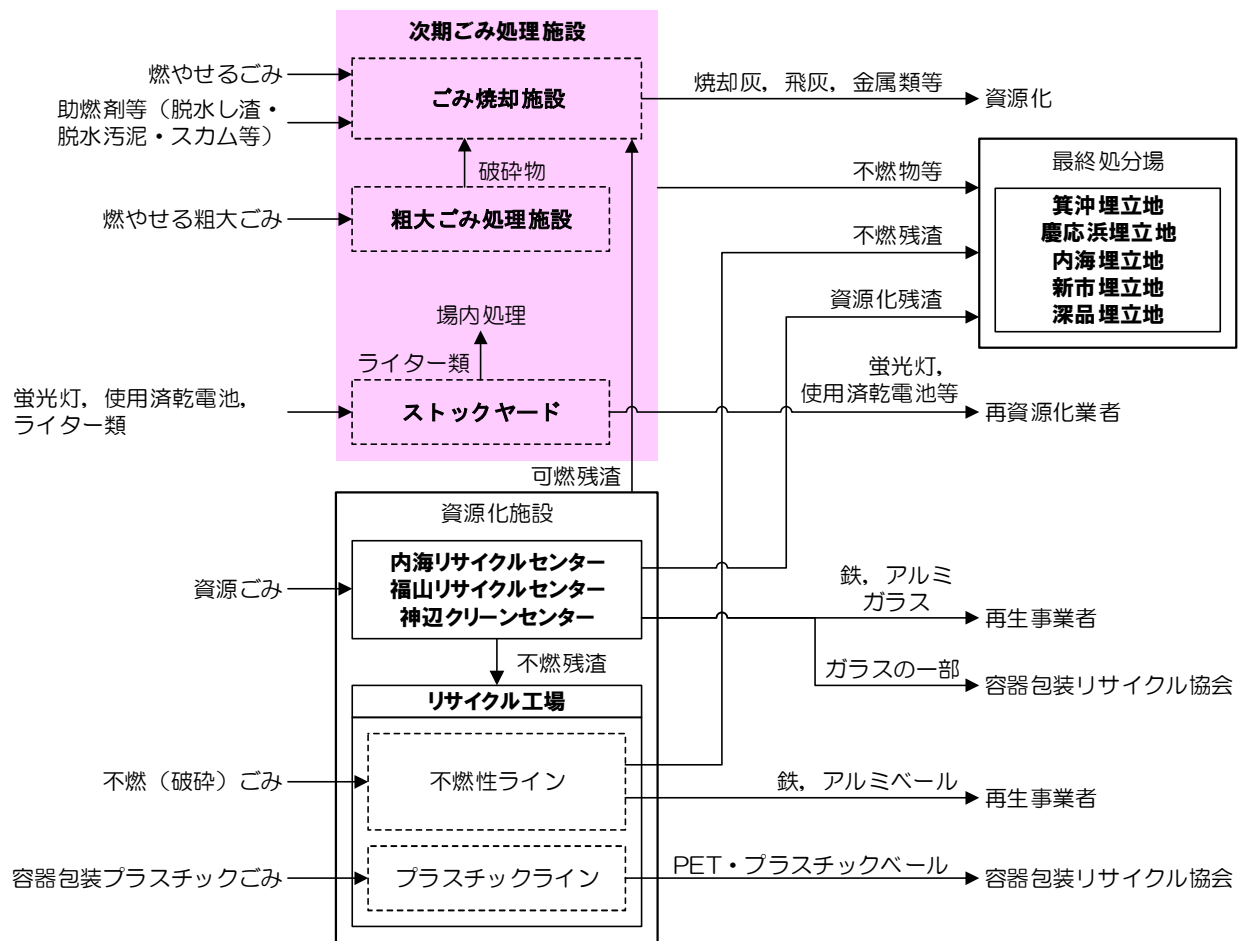 次期ごみ処理施設
燃やせるごみ
ごみ焼却施設
焼却灰，飛灰，金属類等
資源化
助燃剤等（脱水し渣・
脱水汚泥・スカム等）
破砕物
不燃物等
最終処分場
燃やせる粗大ごみ
粗大ごみ処理施設
箕沖埋立地
慶応浜埋立地
内海埋立地
新市埋立地
深品埋立地
不燃残渣
資源化残渣
場内処理
ライター類
蛍光灯，使用済乾電池，
ライター類
ストックヤード
蛍光灯，
使用済乾電池等
再資源化業者
可燃残渣
資源化施設
資源ごみ
内海リサイクルセンター
福山リサイクルセンター
神辺クリーンセンター
鉄，アルミ
ガラス
再生事業者
不燃残渣
ガラスの一部
容器包装リサイクル協会
リサイクル工場
不燃（破砕）ごみ
不燃性ライン
鉄，アルミベール
再生事業者
容器包装プラスチックごみ
プラスチックライン
PET・プラスチックベール
容器包装リサイクル協会